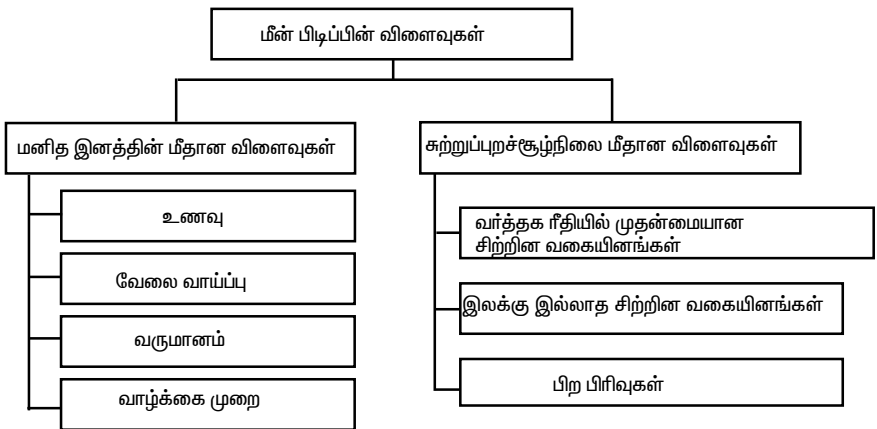 மீன் பிடிப்பின் விளைவுகள்
மனித இனத்தின் மீதான விளைவுகள்
உணவு
வேலை வாய்ப்பு
வருமானம்
வாழ்க்கை முறை
சுற்றுப்புறச்சூழ்நிலை மீதான விளைவுகள்
வர்த்தக ரீதியில் முதன்மையான
சிற்றின வகையினங்கள்
இலக்கு இல்லாத சிற்றின வகையினங்கள்
பிற பிரிவுகள்